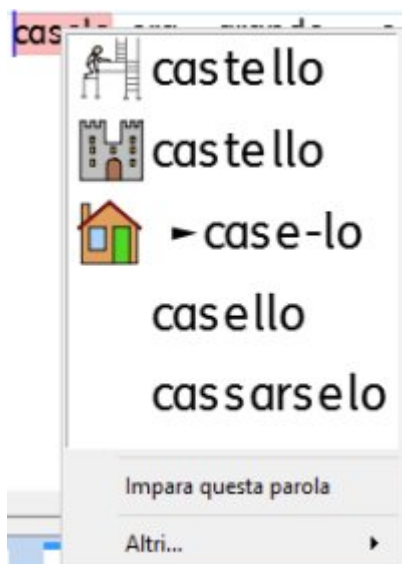 castello
castello
►case-lo
casello
cassarselo
Impara questa parola
Altri...